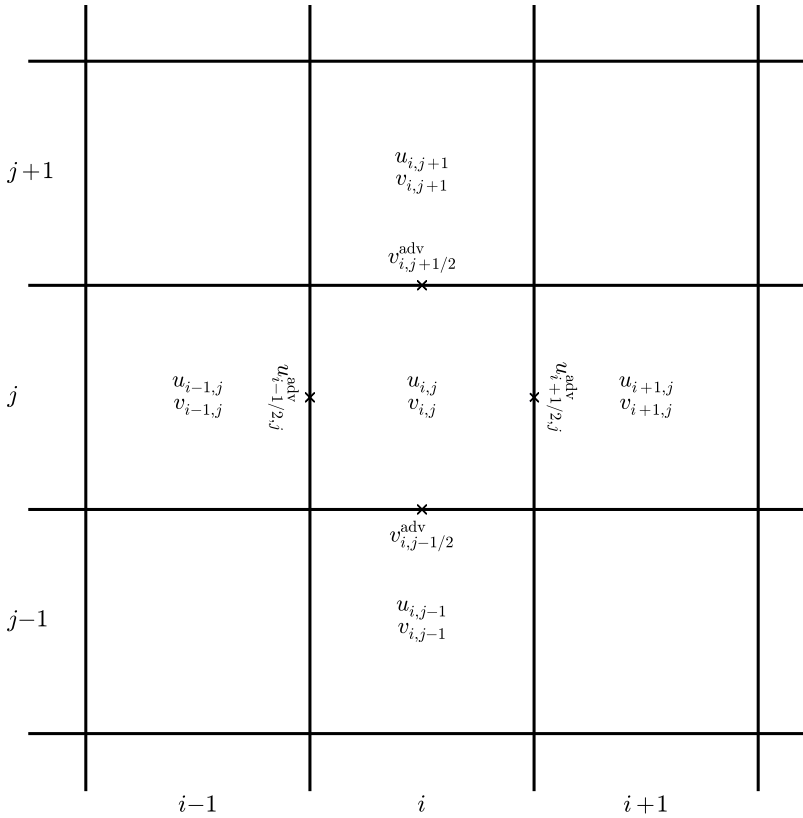 j+1
u_{i,j+1}
v_{i,j+1}
v^{adv}_{i,j+1/2}
j
u_{i−1,j}
v_{i−1,j}
u^{adv}_{i−1/2,j}
u_{i,j}
v_{i,j}
u^{adv}_{i+1/2,j}
u_{i+1,j}
v_{i+1,j}
v^{adv}_{i,j−1/2}
j−1
u_{i,j−1}
v_{i,j−1}
i−1
i
i+1